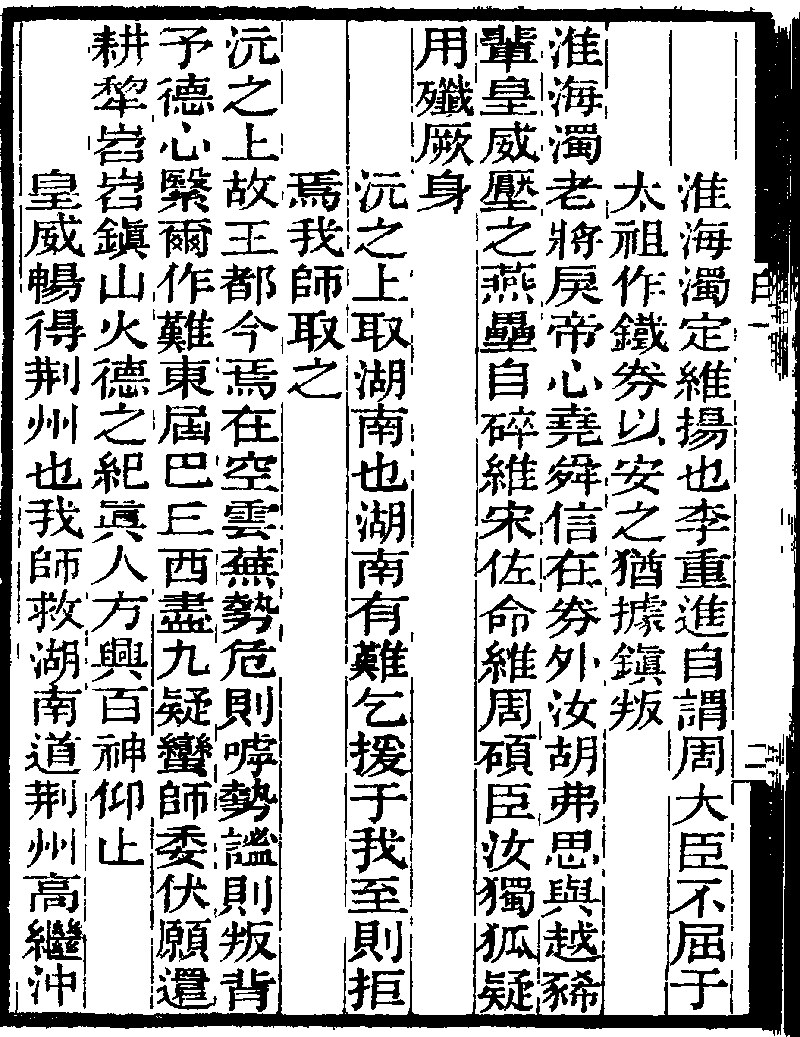 淮海濁定維揚也李重進自謂周大臣不屈于
太祖作鐵券以安之猶據鎮叛
淮海濁老將戾帝心堯舜信在券外汝胡弗思與越豨
輩皇威壓之燕壘自碎維宋佐命維周碩臣汝獨狐疑
用殲厥身
沅之上取湖南也湖南有難乞援于我至則拒
焉我師取之
沅之上故王都今焉在空雲蕪勢危則嘑勢謐則叛背
予德心緊爾作難東屆巴丘西盡九疑蠻師委伏願還
耕犂岧岧鎮山火德之紀眞人方興百神仰止
皇威暢得荆州也我師救湖南道荆州高繼沖